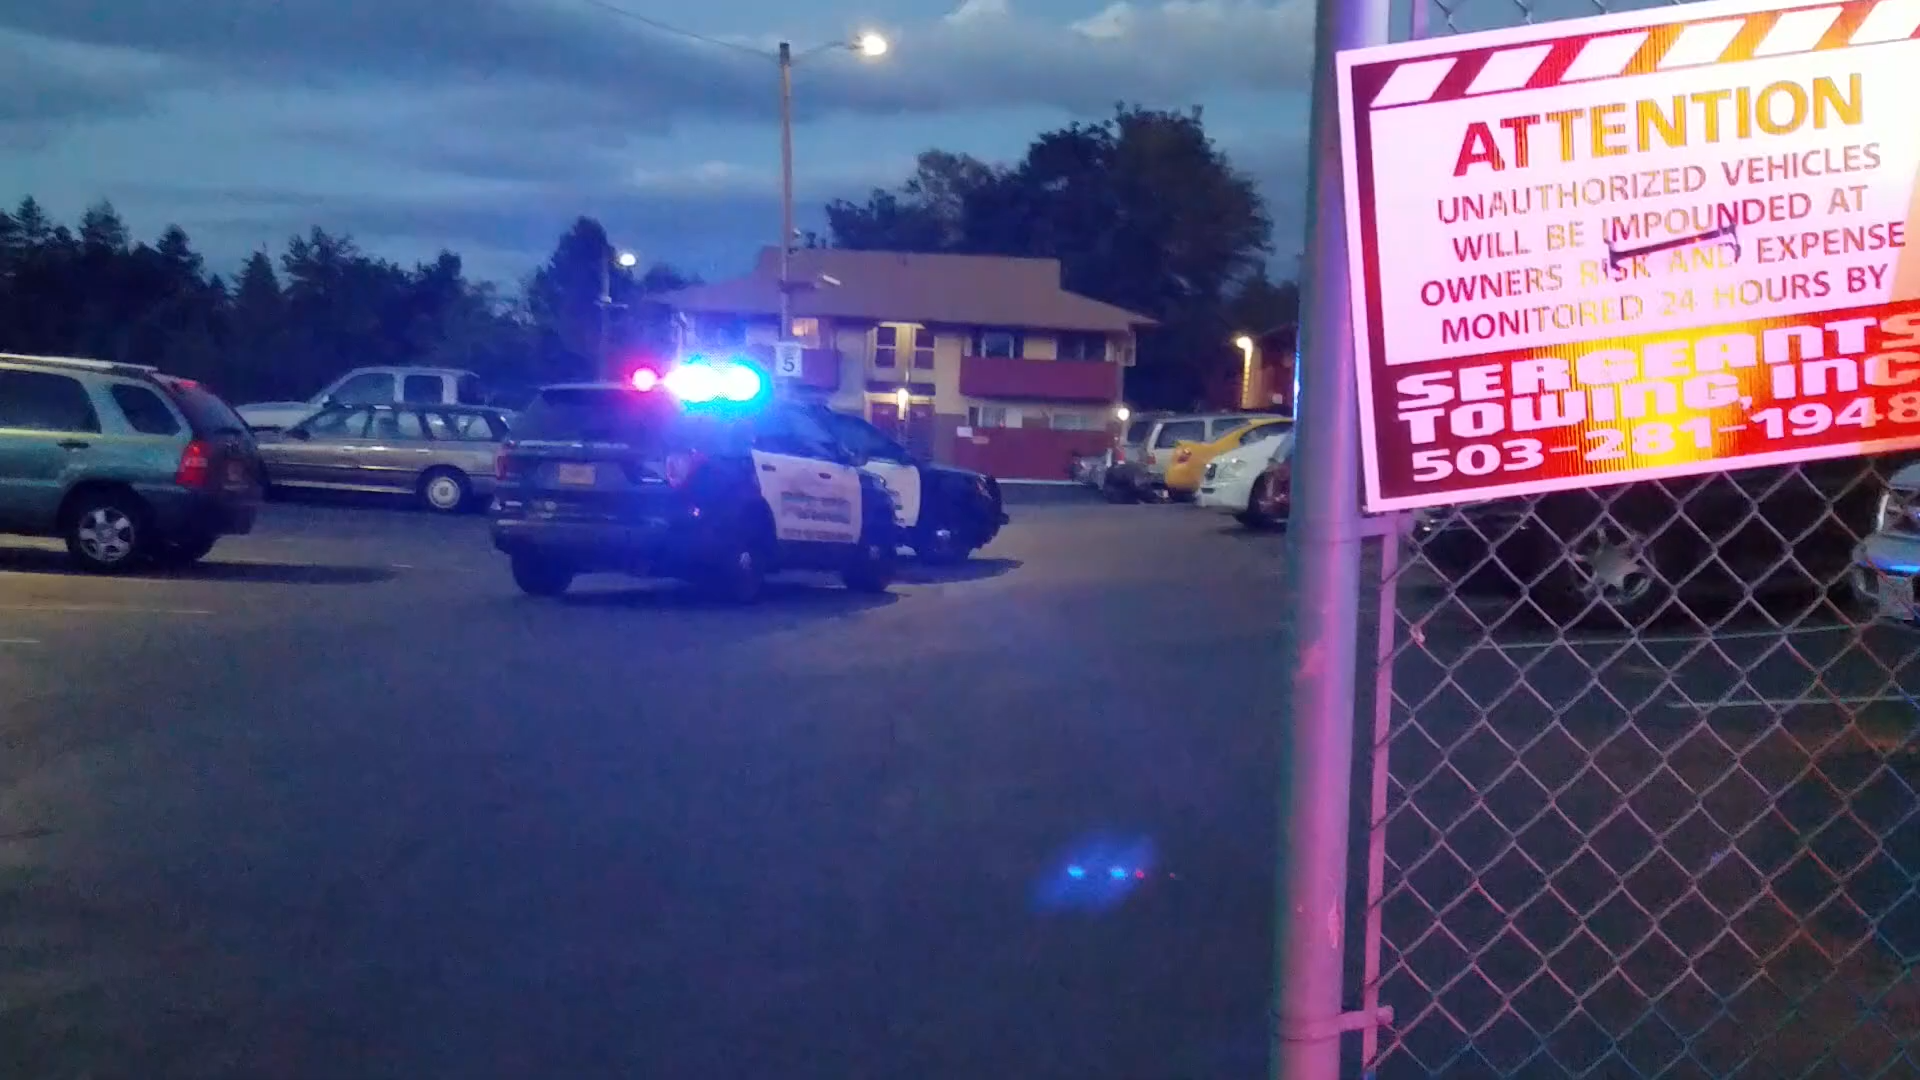 ATTENTION
UNAUTHORIZED VEHICLES
WILL BE IMPOUNDED AT
OWNERS RISK AND EXPENSE
MONITORED 24 HOURS BY
SERGEANTS
TOWING, INC
503-281-1948
5